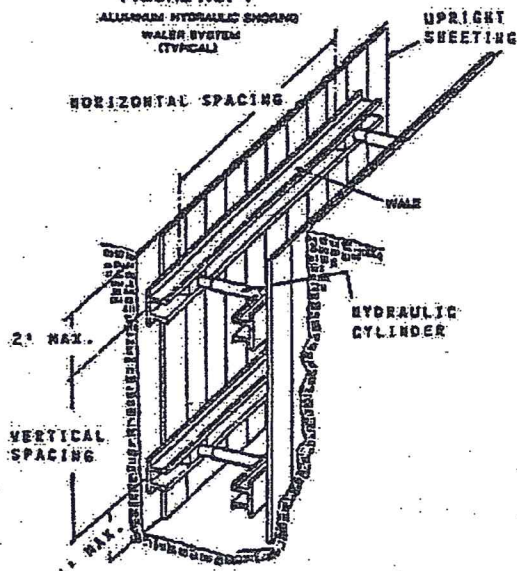 ALUMINUM HYDRAULIC SHORING
WALER SYSTEM
(TYPICAL)
UPRIGHT
SHEETING
HORIZONTAL SPACING
WALE
HYDRAULIC
CYLINDER
2' MAX.
VERTICAL
SPACING
MAX.